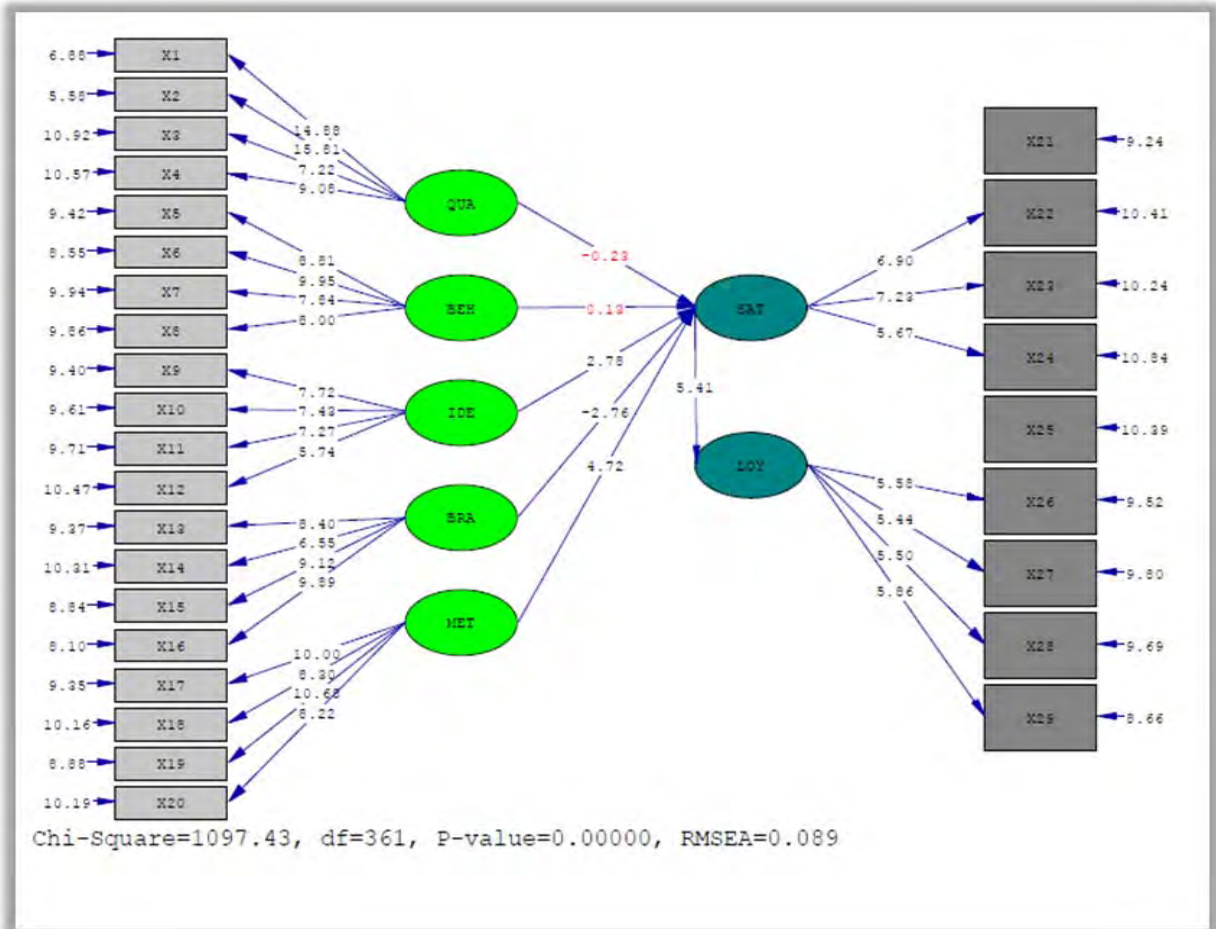 6.88 X1
5.58 X2
10.92 X3
10.57 X4
9.42 X5
8.55 X6
9.94 X7
9.86 X8
9.40 X9
9.61 X10
9.71 X11
10.47 X12
9.37 X13
10.31 X14
8.84 X15
8.10 X16
9.35 X17
10.16 X18
8.88 X19
10.19 X20
14.88
15.81
7.22
9.08
8.81
9.95
7.84
8.00
7.72
7.43
7.27
5.74
8.40
6.55
9.12
9.89
10.00
8.30
10.68
8.22
QUA
BEH
IDE
BRA
MET
-0.23
0.19
2.78
-2.76
4.72
SAT
5.41
LOY
6.90
7.23
5.67
5.58
5.44
5.50
5.86
X21 9.24
X22 10.41
X23 10.24
X24 10.84
X25 10.39
X26 9.52
X27 9.80
X28 9.69
X29 8.66
Chi-Square=1097.43, df=361, P-value=0.00000, RMSEA=0.089